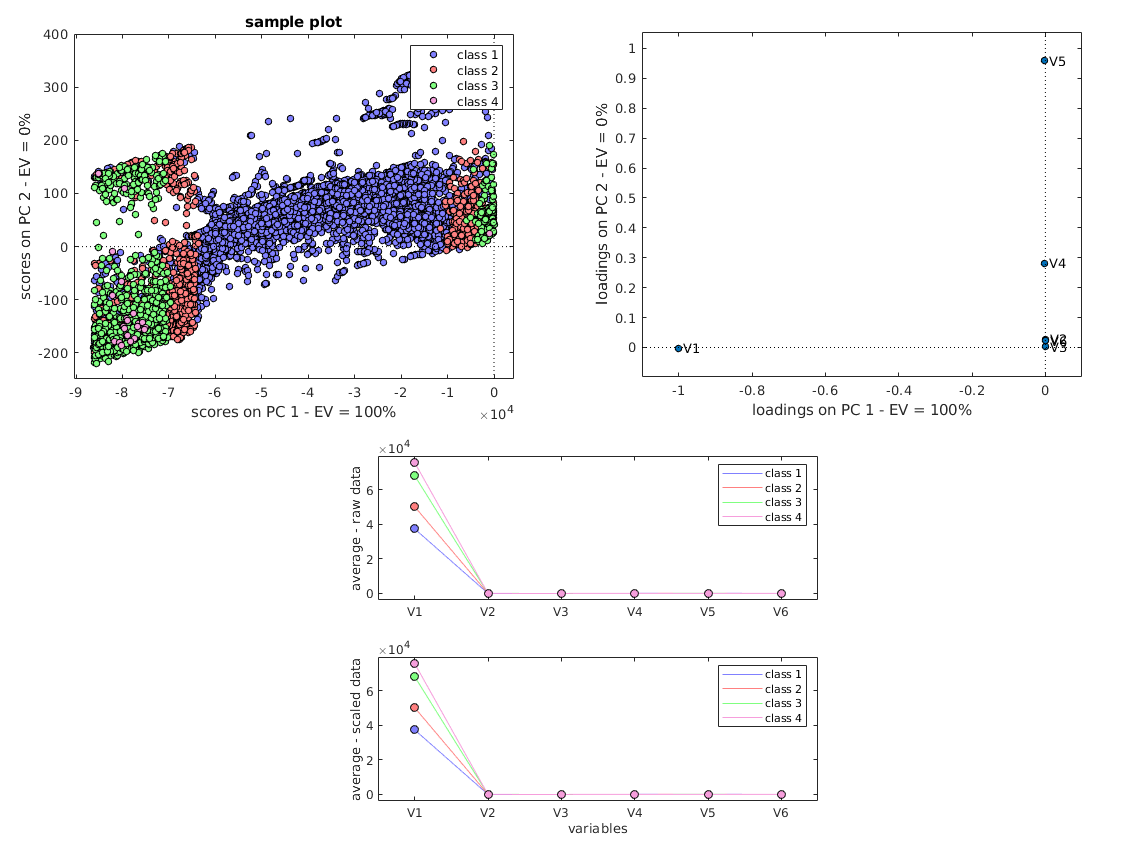 sample plot
400
300
200
100
0
-100
-200
-9
-8
-7
-6
-5
-4
-3
-2
-1
0
×10⁴
scores on PC 1 - EV = 100%
scores on PC 2 - EV = 0%
class 1
class 2
class 3
class 4
1
0.9
0.8
0.7
0.6
0.5
0.4
0.3
0.2
0.1
0
-1
-0.8
-0.6
-0.4
-0.2
0
loadings on PC 1 - EV = 100%
loadings on PC 2 - EV = 0%
V5
V4
V3
V1
×10⁴
6
4
2
0
average - raw data
V1
V2
V3
V4
V5
V6
class 1
class 2
class 3
class 4
×10⁴
6
4
2
0
average - scaled data
V1
V2
V3
V4
V5
V6
variables
class 1
class 2
class 3
class 4